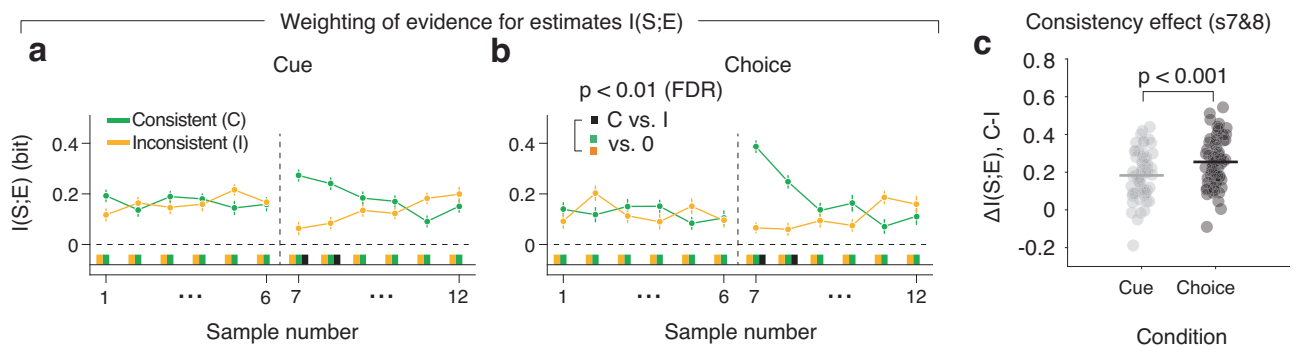 Weighting of evidence for estimates I(S;E)
a
Cue
Consistent (C)
Inconsistent (I)
I(S;E) (bit)
0.4
0.2
0
1
•••
6
7
•••
12
Sample number
b
Choice
p < 0.01 (FDR)
C vs. I
vs. 0
0.4
0.2
0
1
•••
6
7
•••
12
Sample number
Consistency effect (s7&8)
c
p < 0.001
ΔI(S;E), C-I
0.8
0.6
0.4
0.2
0
-0.2
Cue
Choice
Condition